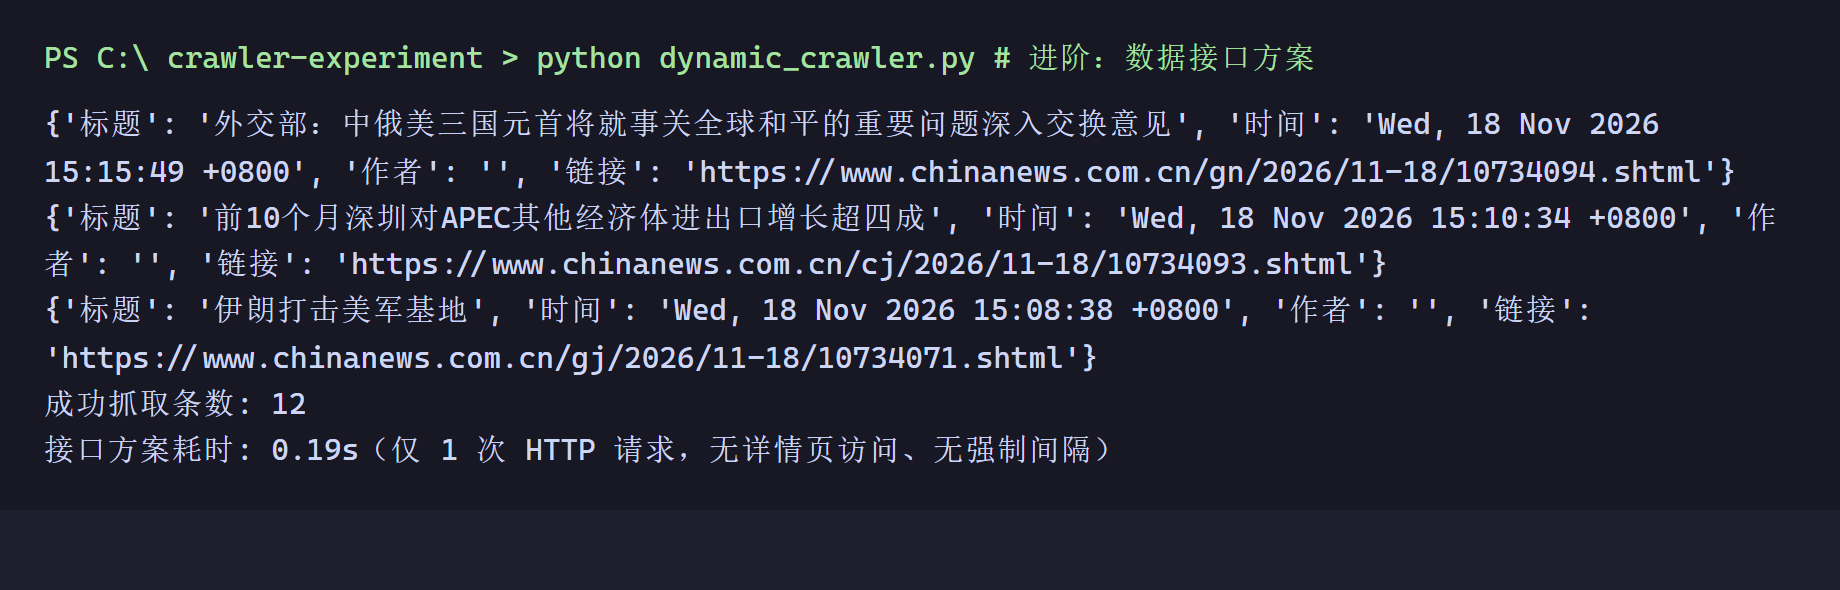 PS C:\ crawler-experiment > python dynamic_crawler.py # 进阶：数据接口方案
{'标题': '外交部：中俄美三国元首将就事关全球和平的重要问题深入交换意见', '时间': 'Wed, 18 Nov 2026
15:15:49 +0800', '作者': '', '链接': 'https://www.chinanews.com.cn/gn/2026/11-18/10734094.shtml'}
{'标题': '前10个月深圳对APEC其他经济体进出口增长超四成', '时间': 'Wed, 18 Nov 2026 15:10:34 +0800', '作
者': '', '链接': 'https://www.chinanews.com.cn/cj/2026/11-18/10734093.shtml'}
{'标题': '伊朗打击美军基地', '时间': 'Wed, 18 Nov 2026 15:08:38 +0800', '作者': '', '链接':
'https://www.chinanews.com.cn/gj/2026/11-18/10734071.shtml'}
成功抓取条数: 12
接口方案耗时: 0.19s（仅 1 次 HTTP 请求，无详情页访问、无强制间隔）